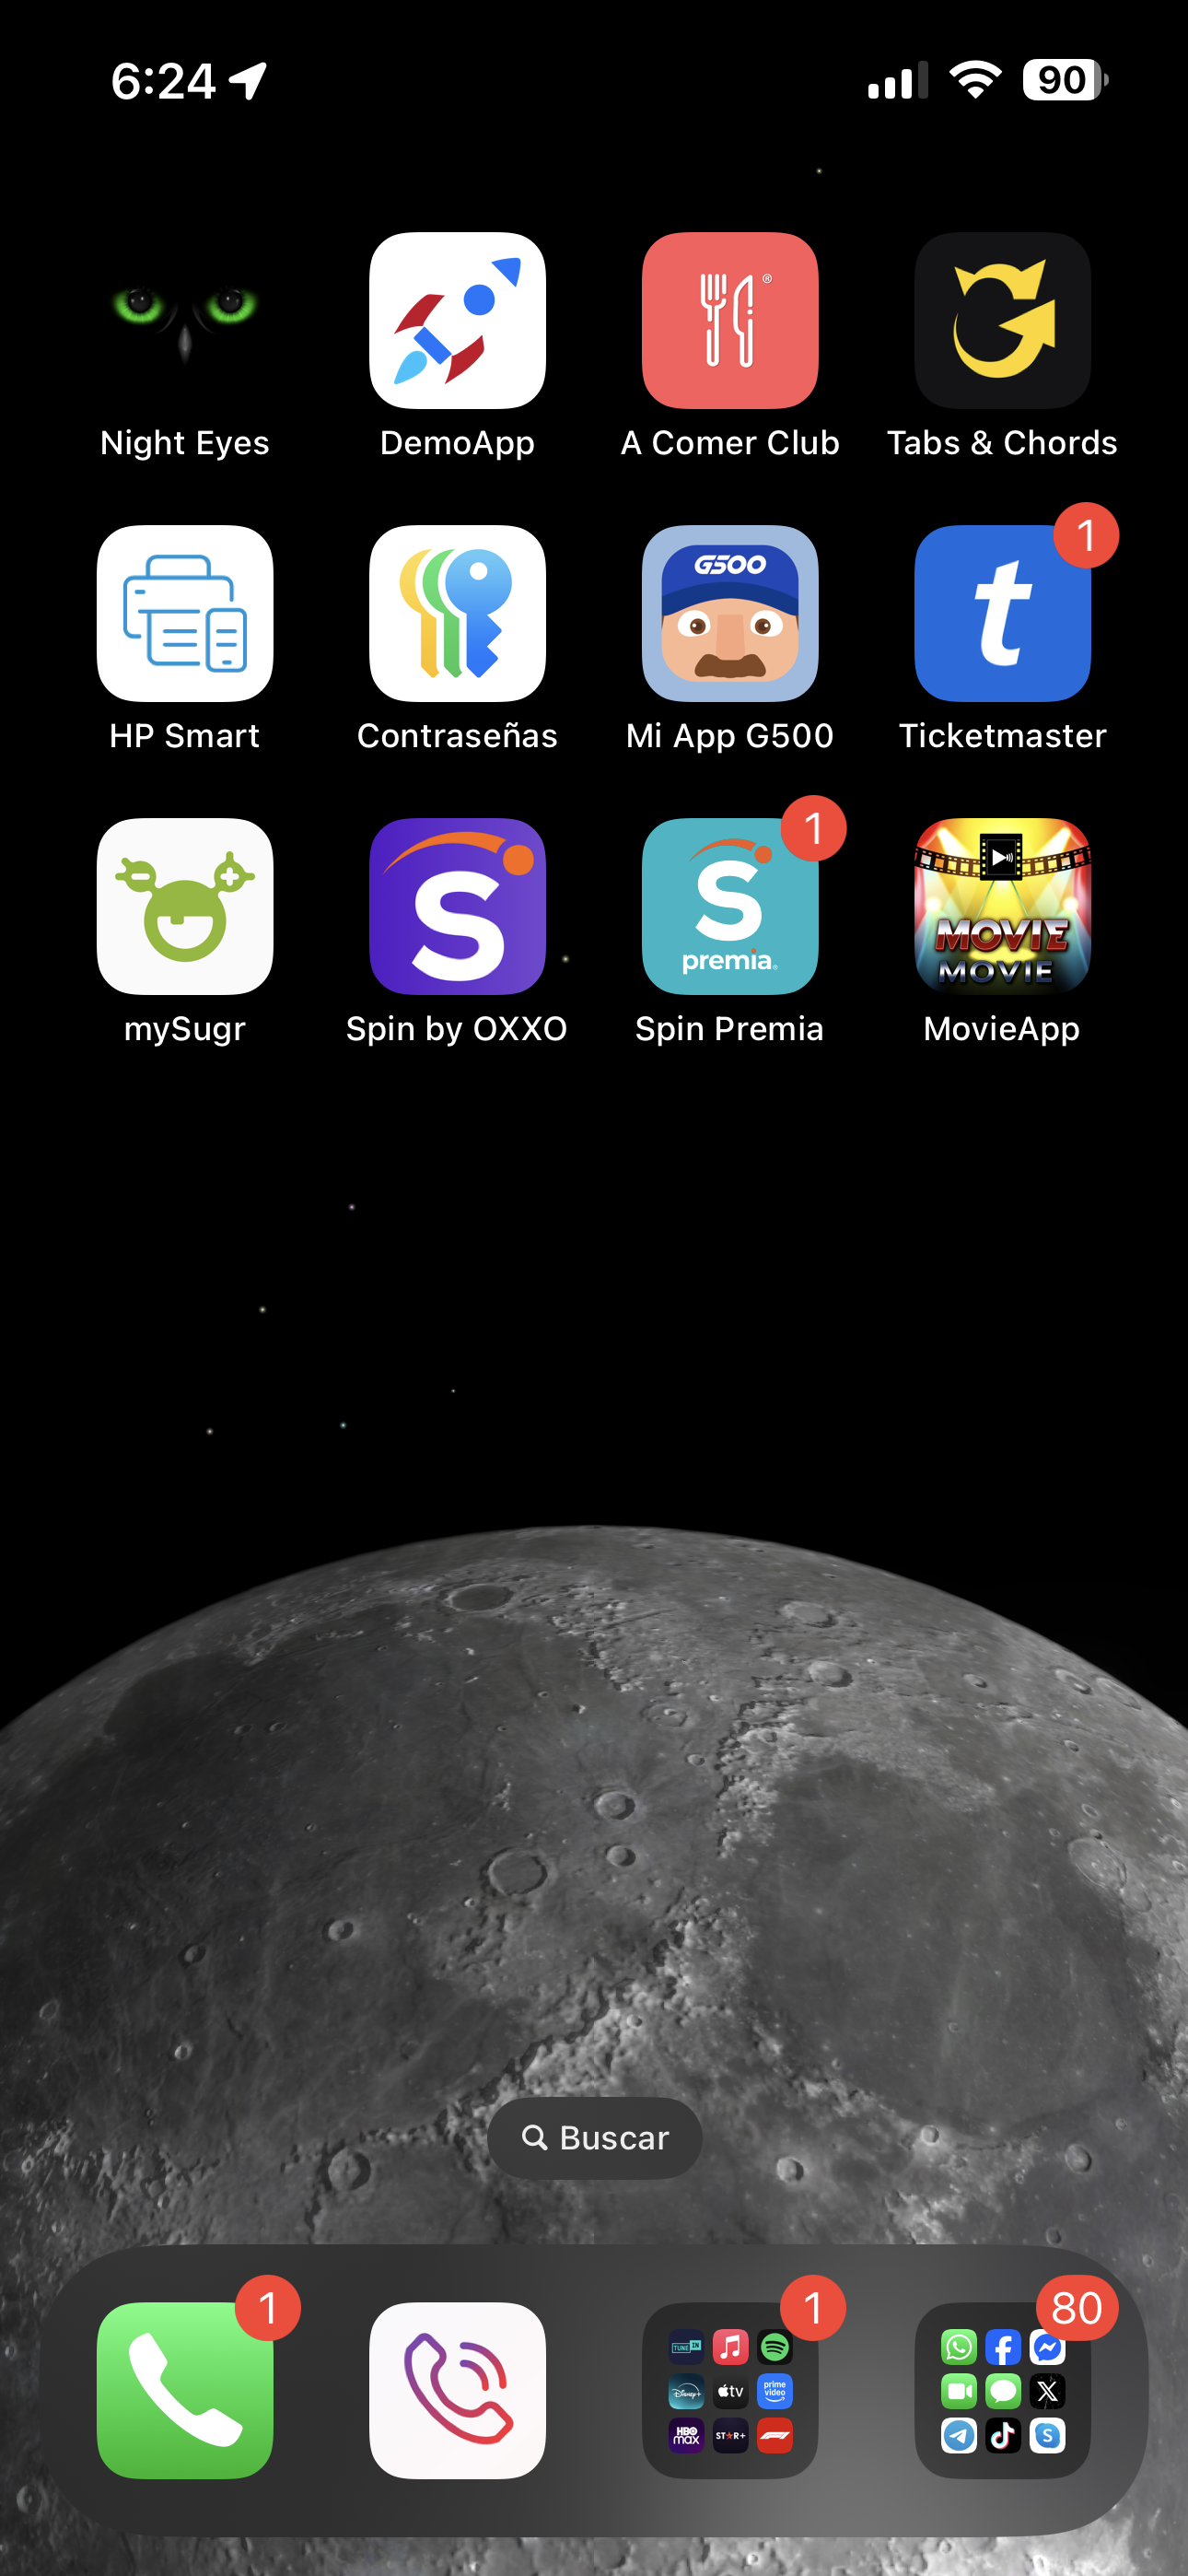 6:24
90
Night Eyes
DemoApp
®
A Comer Club
Tabs & Chords
HP Smart
Contraseñas
G500
Mi App G500
t
1
Ticketmaster
mySugr
S
Spin by OXXO
S
premia®
1
Spin Premia
MOVIE
MOVIE
MovieApp
Buscar
1
1
TUNE IN
Disney+
tv
prime video
HBO max
ST★R+
80
f
X
S